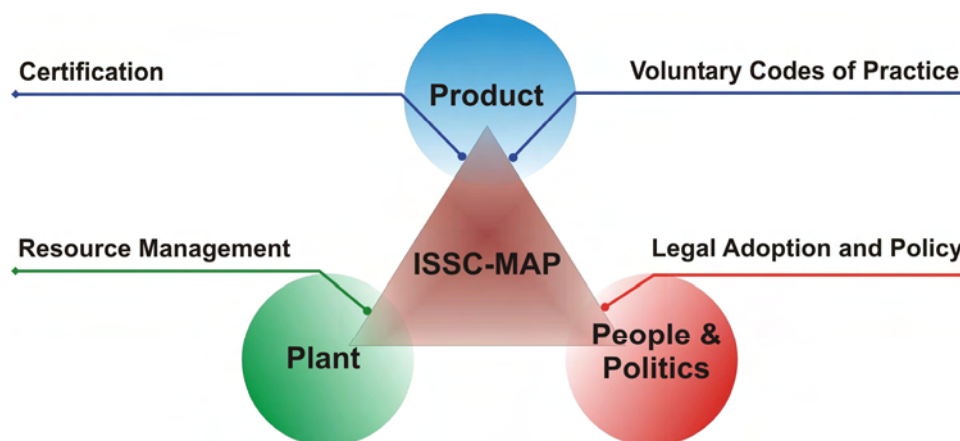 Certification
Voluntary Codes of Practice
Product
Resource Management
Legal Adoption and Policy
ISSC-MAP
Plant
People &
Politics